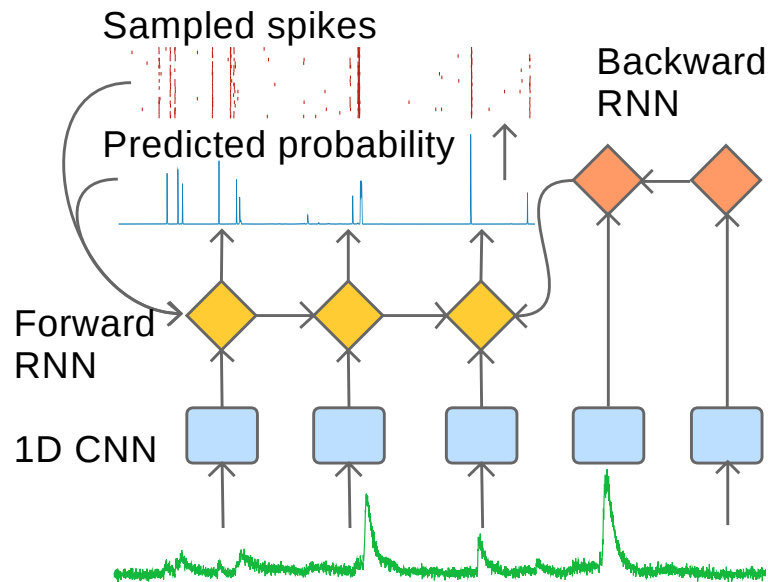 Sampled spikes
Backward
RNN
Predicted probability
Forward
RNN
1D CNN